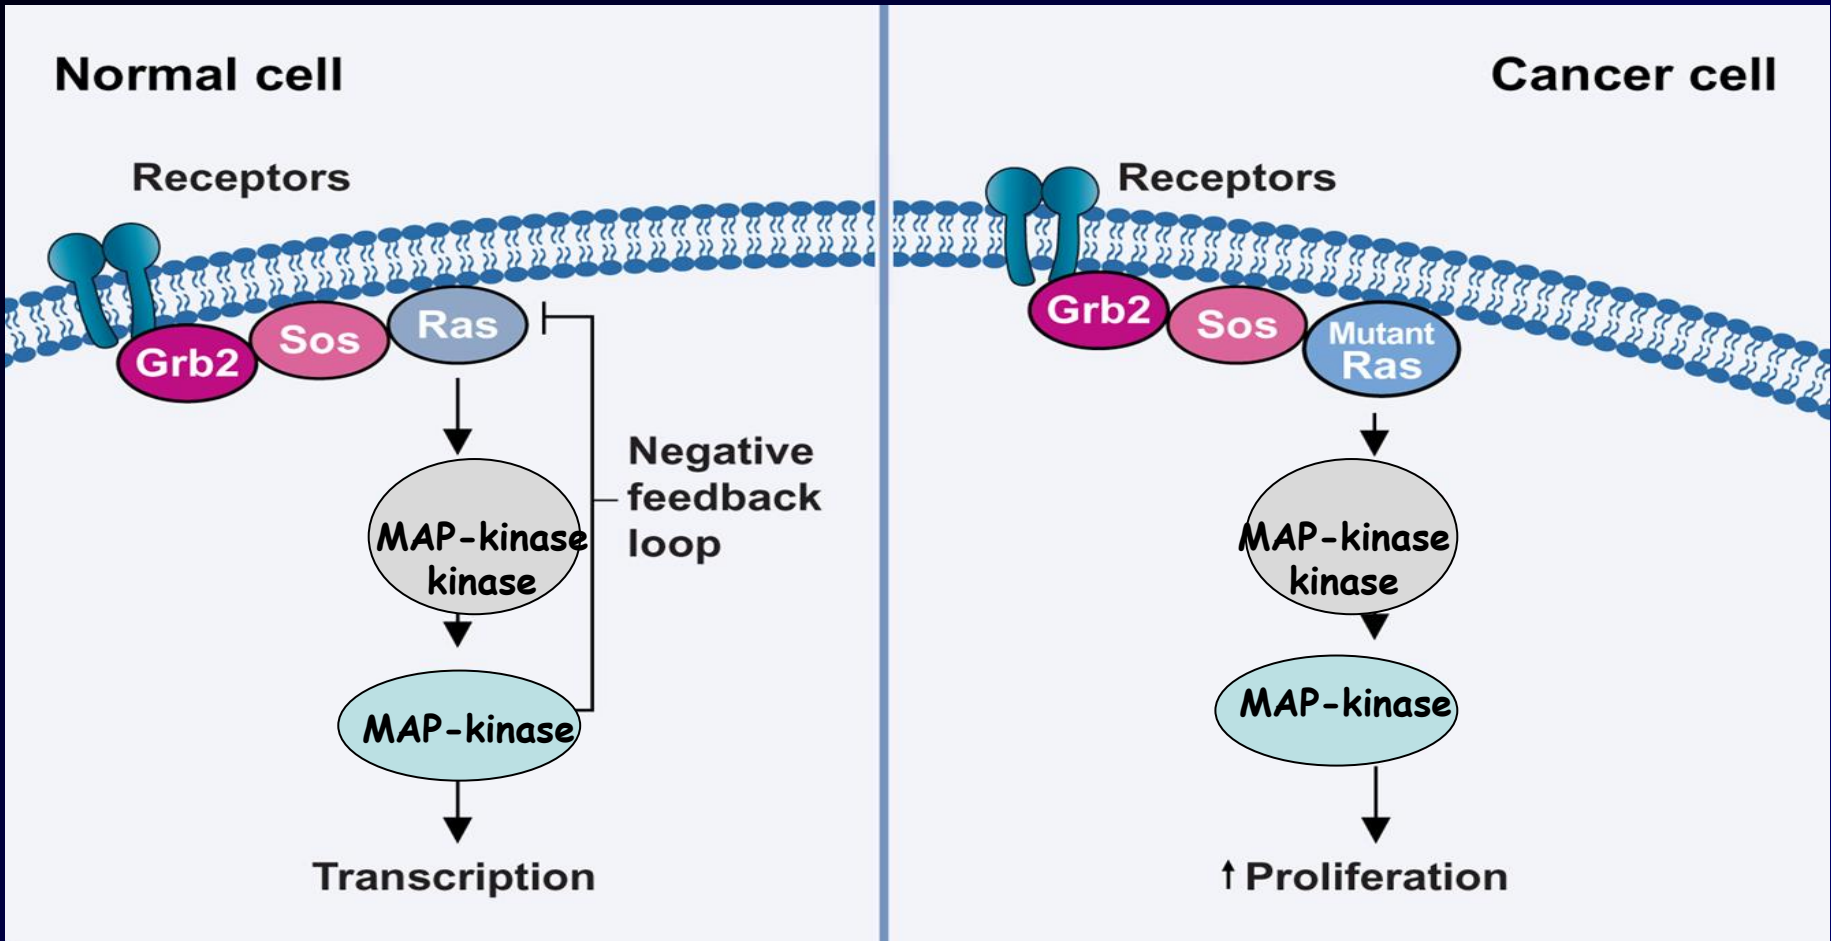 Normal cell
Receptors
Grb2
Sos
Ras
Negative
feedback
loop
MAP-kinase
kinase
MAP-kinase
Transcription
Cancer cell
Receptors
Grb2
Sos
Mutant
Ras
MAP-kinase
kinase
MAP-kinase
↑ Proliferation